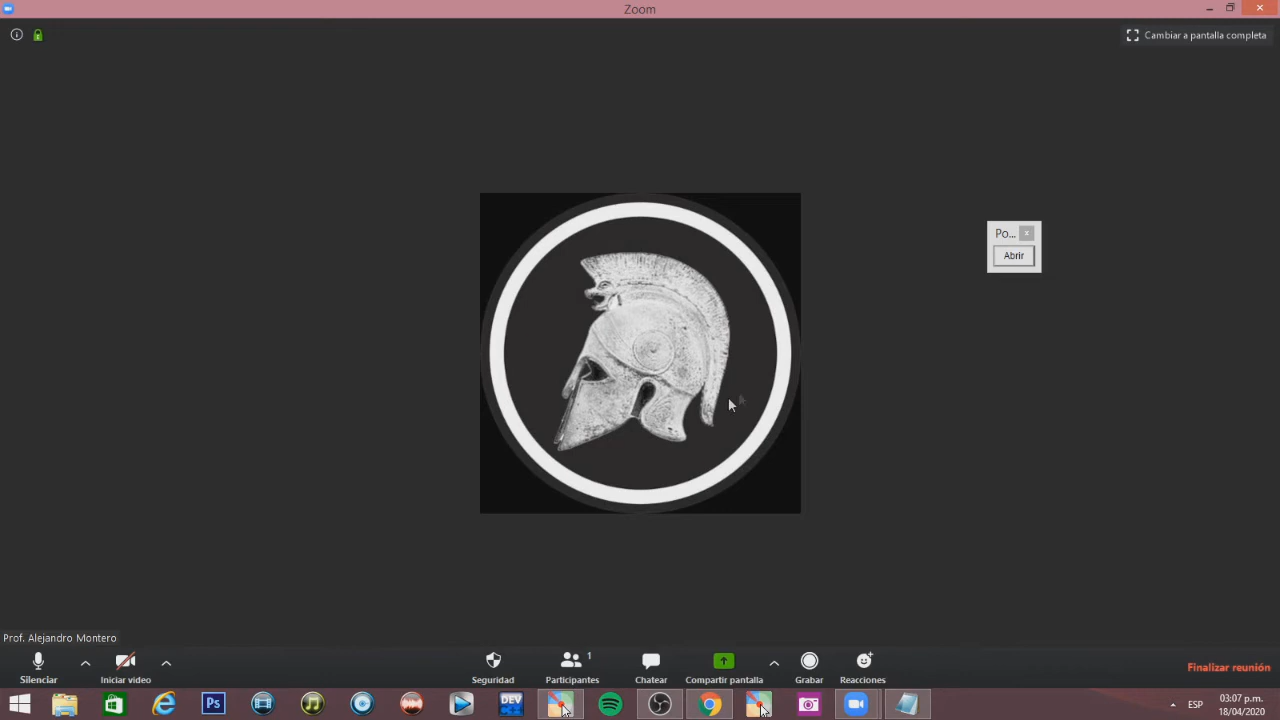 Zoom
Cambiar a pantalla completa
Po...
x
Abrir
Prof. Alejandro Montero
Silenciar
Iniciar video
Seguridad
1
Participantes
Chatear
Compartir pantalla
Grabar
Reacciones
Finalizar reunión
Ps
DEV
ESP
03:07 p.m.
18/04/2020